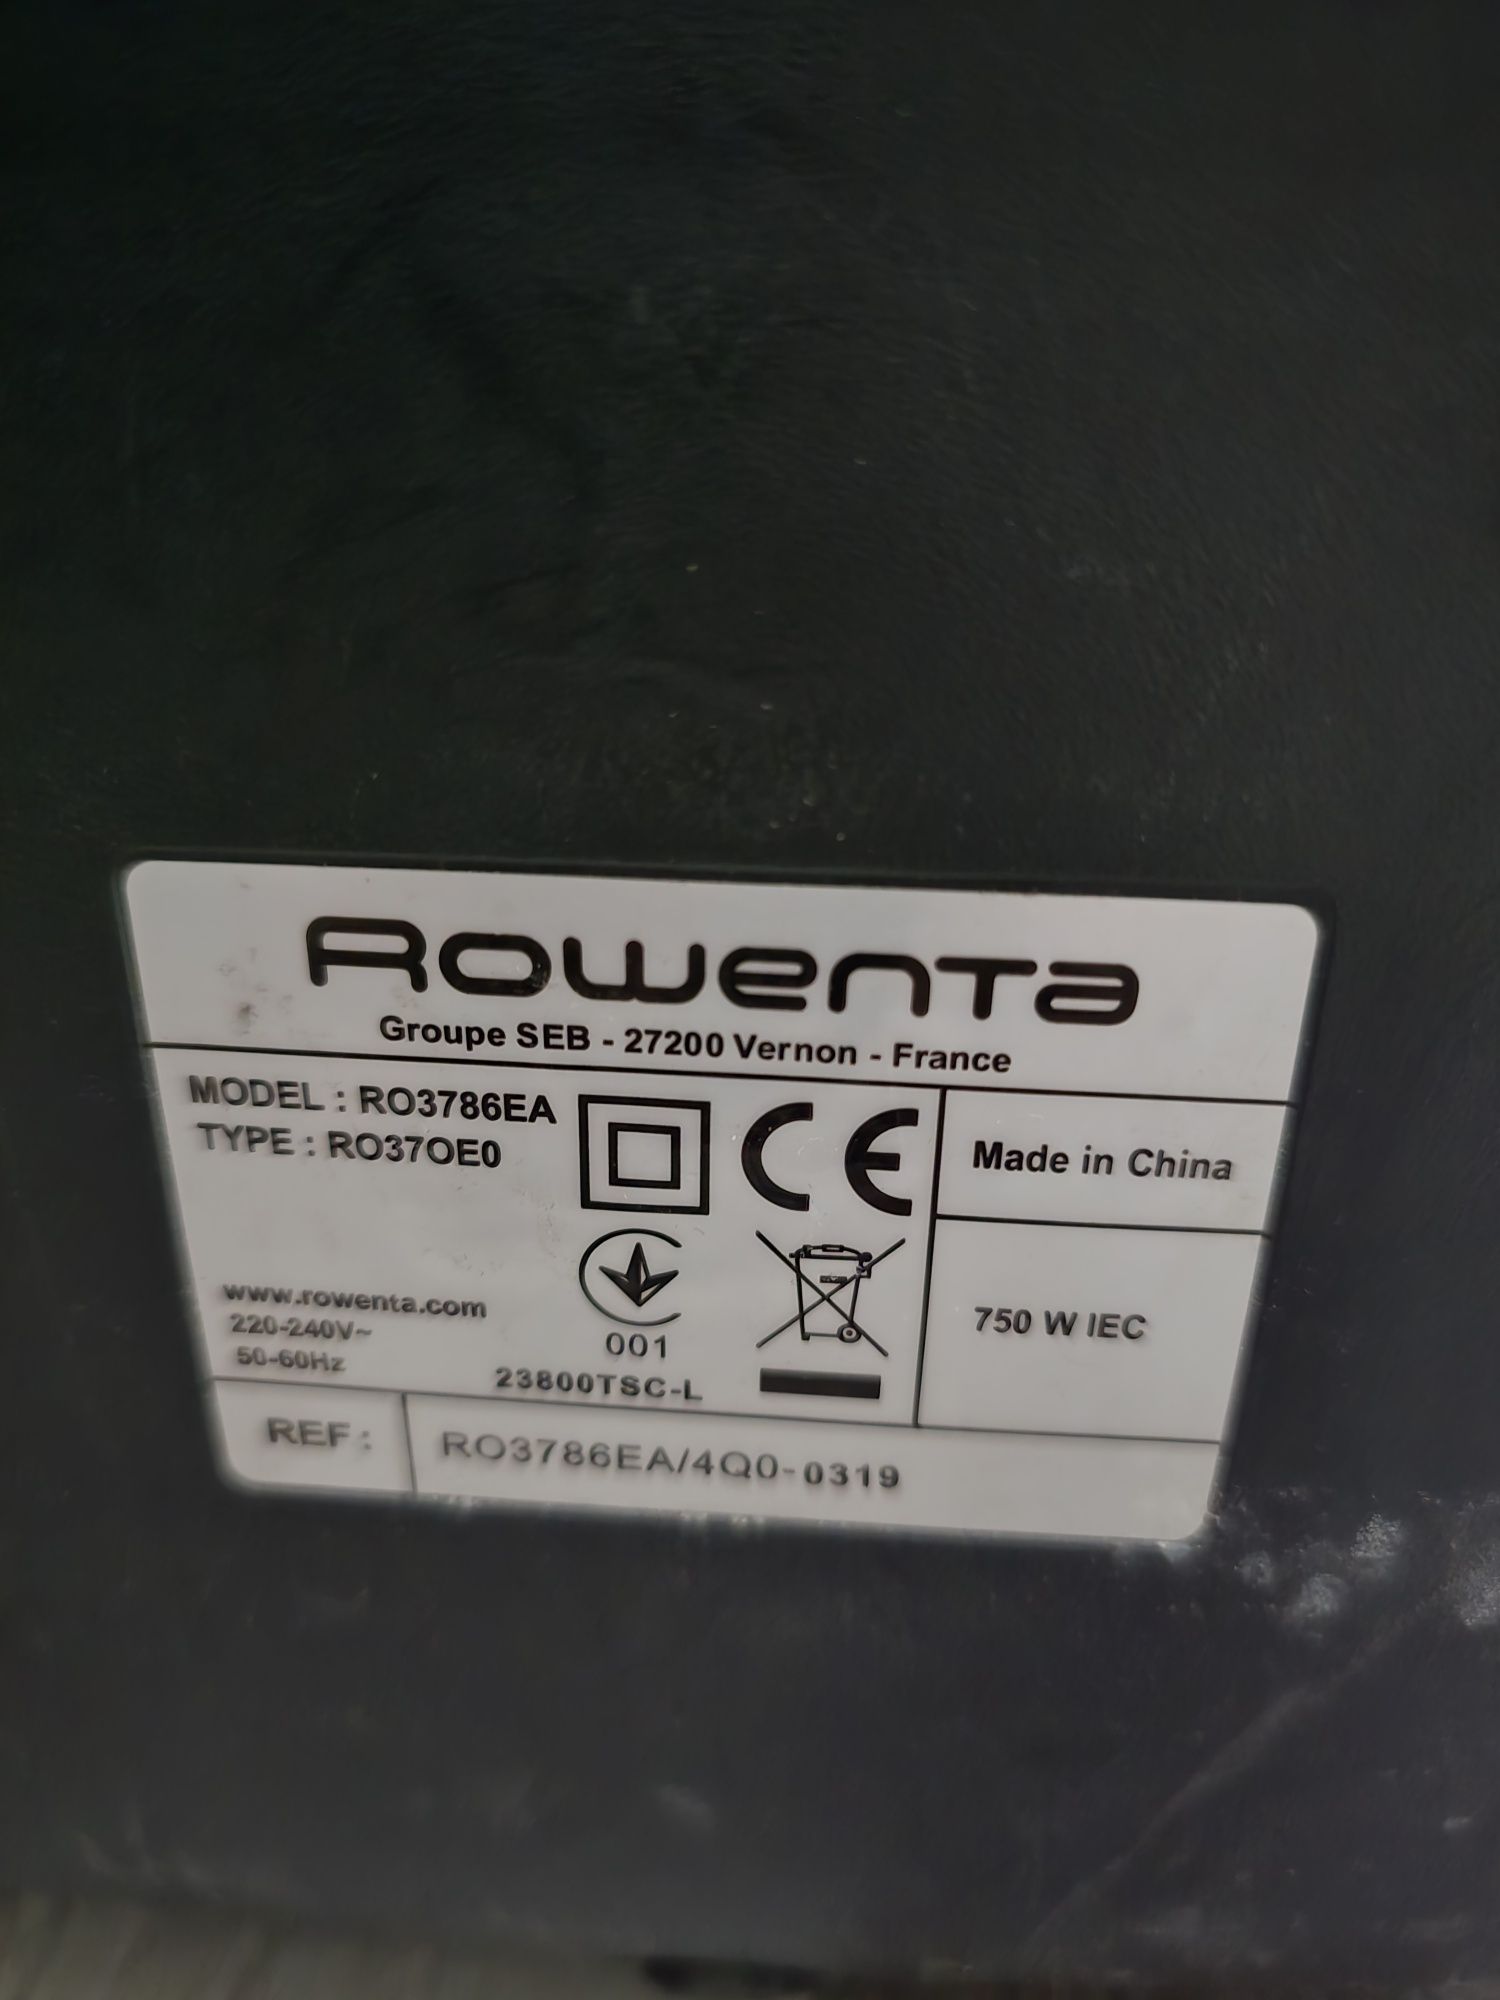 Rowenta
Groupe SEB - 27200 Vernon - France
MODEL : RO3786EA
TYPE : RO37OE0
CE
Made in China
www.rowenta.com
220-240V~
50-60Hz
001
23800TSC-L
750 W IEC
REF :
RO3786EA/4Q0-0319